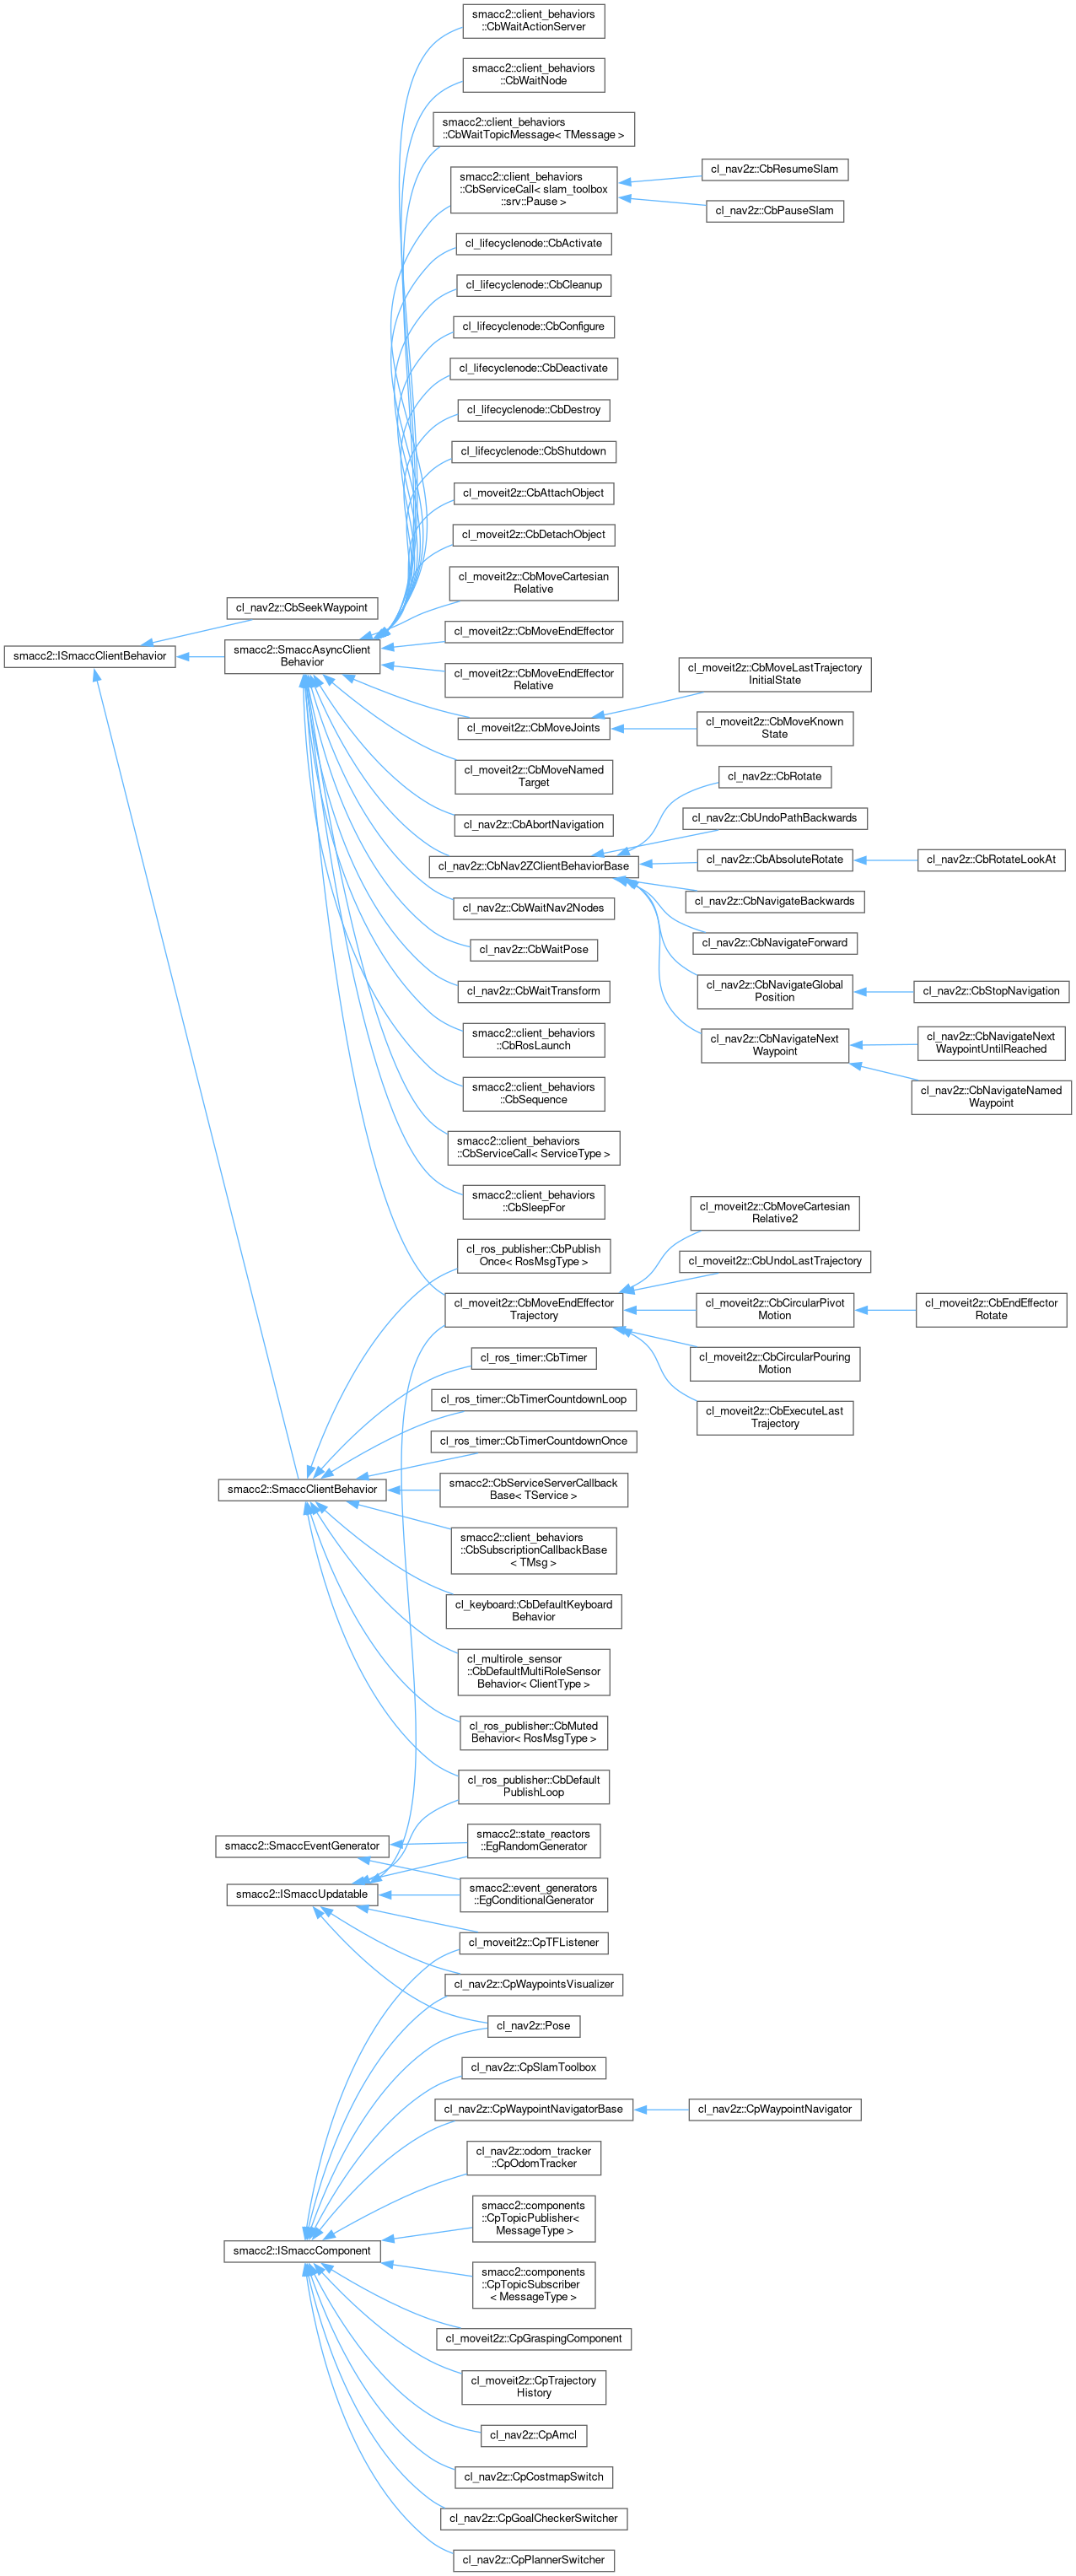 smacc2::client_behaviors
::CbWaitActionServer
smacc2::client_behaviors
::CbWaitNode
smacc2::client_behaviors
::CbWaitTopicMessage< TMessage >
smacc2::client_behaviors
::CbServiceCall< slam_toolbox
::srv::Pause >
cl_nav2z::CbResumeSlam
cl_nav2z::CbPauseSlam
cl_lifecyclenode::CbActivate
cl_lifecyclenode::CbCleanup
cl_lifecyclenode::CbConfigure
cl_lifecyclenode::CbDeactivate
cl_lifecyclenode::CbDestroy
cl_lifecyclenode::CbShutdown
cl_moveit2z::CbAttachObject
cl_moveit2z::CbDetachObject
cl_moveit2z::CbMoveCartesian
Relative
cl_nav2z::CbSeekWaypoint
smacc2::ISmaccClientBehavior
smacc2::SmaccAsyncClient
Behavior
cl_moveit2z::CbMoveEndEffector
cl_moveit2z::CbMoveEndEffector
Relative
cl_moveit2z::CbMoveJoints
cl_moveit2z::CbMoveLastTrajectory
InitialState
cl_moveit2z::CbMoveKnown
State
cl_moveit2z::CbMoveNamed
Target
cl_nav2z::CbAbortNavigation
cl_nav2z::CbNav2ZClientBehaviorBase
cl_nav2z::CbRotate
cl_nav2z::CbUndoPathBackwards
cl_nav2z::CbAbsoluteRotate
cl_nav2z::CbRotateLookAt
cl_nav2z::CbNavigateBackwards
cl_nav2z::CbNavigateForward
cl_nav2z::CbNavigateGlobal
Position
cl_nav2z::CbStopNavigation
cl_nav2z::CbNavigateNext
Waypoint
cl_nav2z::CbNavigateNext
WaypointUntilReached
cl_nav2z::CbNavigateNamed
Waypoint
cl_nav2z::CbWaitNav2Nodes
cl_nav2z::CbWaitPose
cl_nav2z::CbWaitTransform
smacc2::client_behaviors
::CbRosLaunch
smacc2::client_behaviors
::CbSequence
smacc2::client_behaviors
::CbServiceCall< ServiceType >
smacc2::client_behaviors
::CbSleepFor
cl_ros_publisher::CbPublish
Once< RosMsgType >
cl_moveit2z::CbMoveEndEffector
Trajectory
cl_moveit2z::CbMoveCartesian
Relative2
cl_moveit2z::CbUndoLastTrajectory
cl_moveit2z::CbCircularPivot
Motion
cl_moveit2z::CbEndEffector
Rotate
cl_moveit2z::CbCircularPouring
Motion
cl_moveit2z::CbExecuteLast
Trajectory
cl_ros_timer::CbTimer
cl_ros_timer::CbTimerCountdownLoop
cl_ros_timer::CbTimerCountdownOnce
smacc2::SmaccClientBehavior
smacc2::CbServiceServerCallback
Base< TService >
smacc2::client_behaviors
::CbSubscriptionCallbackBase
< TMsg >
cl_keyboard::CbDefaultKeyboard
Behavior
cl_multirole_sensor
::CbDefaultMultiRoleSensor
Behavior< ClientType >
cl_ros_publisher::CbMuted
Behavior< RosMsgType >
cl_ros_publisher::CbDefault
PublishLoop
smacc2::SmaccEventGenerator
smacc2::state_reactors
::EgRandomGenerator
smacc2::ISmaccUpdatable
smacc2::event_generators
::EgConditionalGenerator
cl_moveit2z::CpTFListener
cl_nav2z::CpWaypointsVisualizer
cl_nav2z::Pose
cl_nav2z::CpSlamToolbox
cl_nav2z::CpWaypointNavigatorBase
cl_nav2z::CpWaypointNavigator
cl_nav2z::odom_tracker
::CpOdomTracker
smacc2::components
::CpTopicPublisher<
MessageType >
smacc2::ISmaccComponent
smacc2::components
::CpTopicSubscriber
< MessageType >
cl_moveit2z::CpGraspingComponent
cl_moveit2z::CpTrajectory
History
cl_nav2z::CpAmcl
cl_nav2z::CpCostmapSwitch
cl_nav2z::CpGoalCheckerSwitcher
cl_nav2z::CpPlannerSwitcher